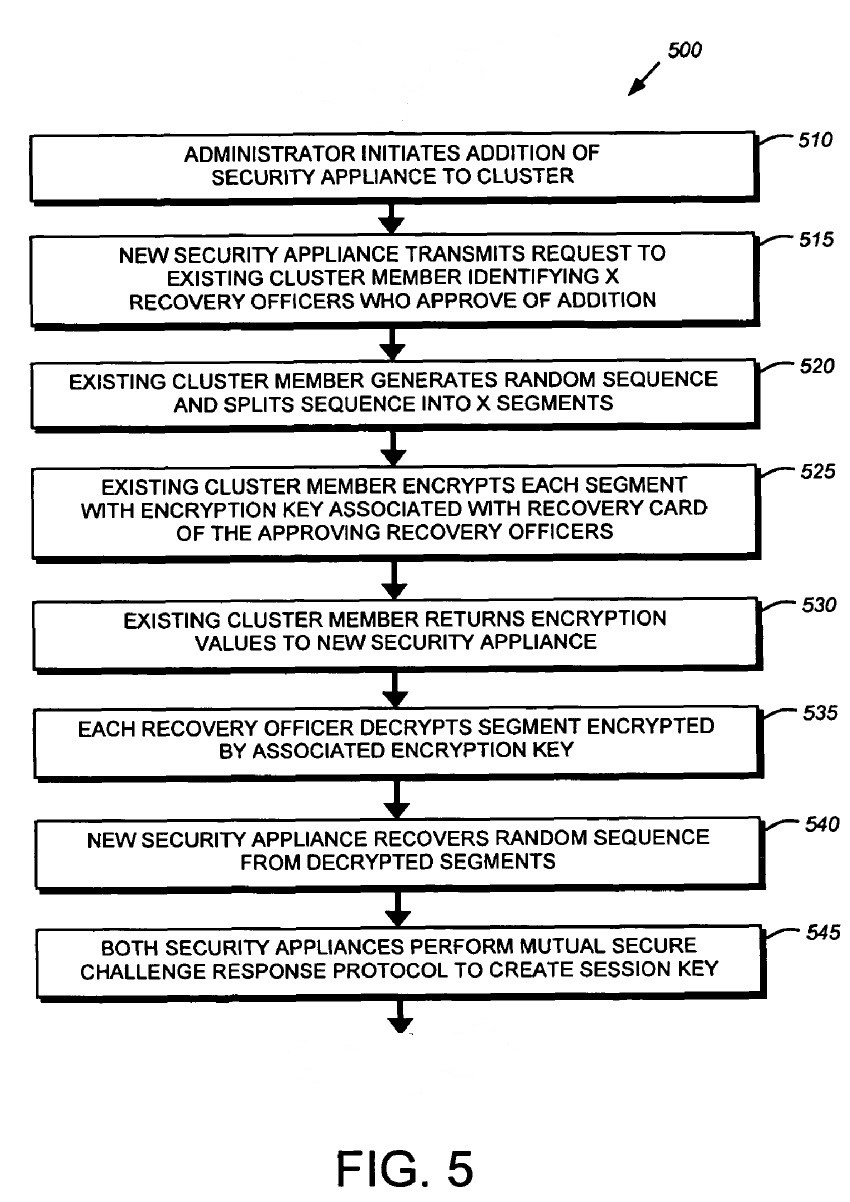 500
510
ADMINISTRATOR INITIATES ADDITION OF
SECURITY APPLIANCE TO CLUSTER
515
NEW SECURITY APPLIANCE TRANSMITS REQUEST TO
EXISTING CLUSTER MEMBER IDENTIFYING X
RECOVERY OFFICERS WHO APPROVE OF ADDITION
520
EXISTING CLUSTER MEMBER GENERATES RANDOM SEQUENCE
AND SPLITS SEQUENCE INTO X SEGMENTS
525
EXISTING CLUSTER MEMBER ENCRYPTS EACH SEGMENT
WITH ENCRYPTION KEY ASSOCIATED WITH RECOVERY CARD
OF THE APPROVING RECOVERY OFFICERS
530
EXISTING CLUSTER MEMBER RETURNS ENCRYPTION
VALUES TO NEW SECURITY APPLIANCE
535
EACH RECOVERY OFFICER DECRYPTS SEGMENT ENCRYPTED
BY ASSOCIATED ENCRYPTION KEY
540
NEW SECURITY APPLIANCE RECOVERS RANDOM SEQUENCE
FROM DECRYPTED SEGMENTS
545
BOTH SECURITY APPLIANCES PERFORM MUTUAL SECURE
CHALLENGE RESPONSE PROTOCOL TO CREATE SESSION KEY
FIG. 5